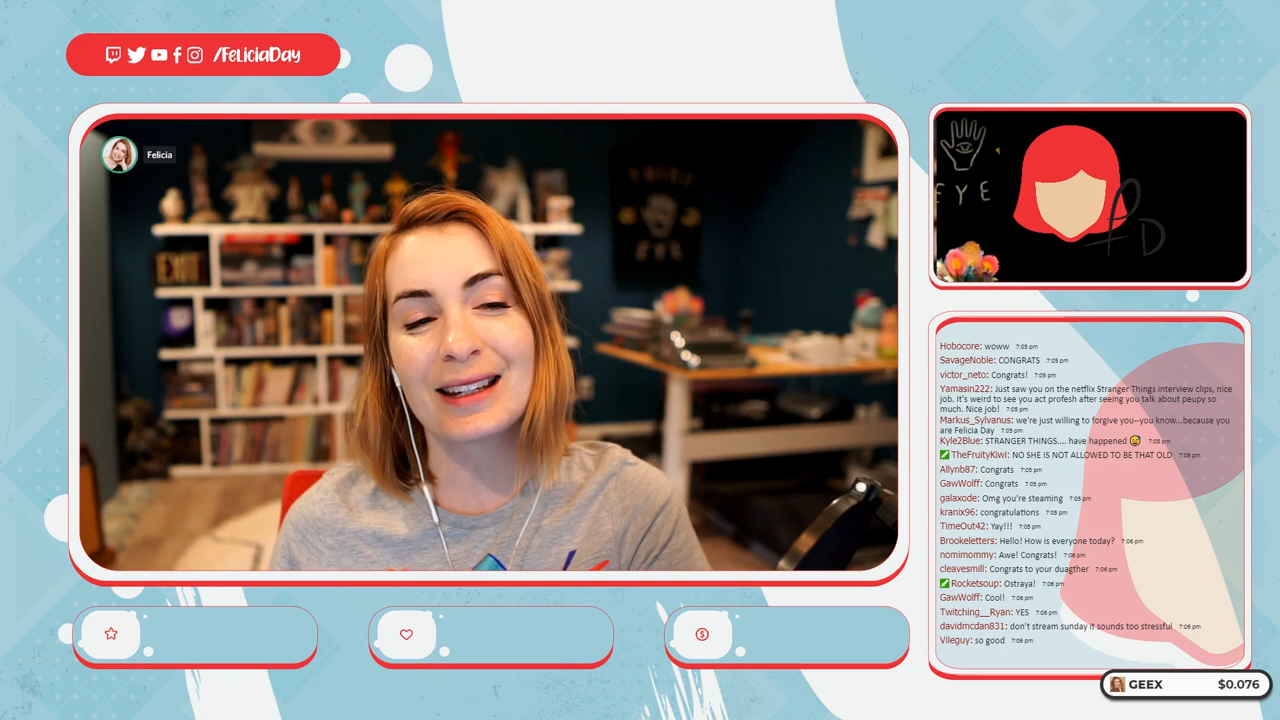 /FeLiciaDay
Felicia
EXIT
THIRD
EYE
EYE
D
Hobocore: woww 7:05 pm
SavageNoble: CONGRATS 7:05 pm
victor_neto: Congrats! 7:05 pm
Yamasin222: Just saw you on the netflix Stranger Things interview clips, nice
job. It's weird to see you act profesh after seeing you talk about peupy so
much. Nice job! 7:05 pm
Markus_Sylvanus: we're just willing to forgive you--you know...because you
are Felicia Day 7:05 pm
Kyle2Blue: STRANGER THINGS.... have happened 😂 7:05 pm
TheFruityKiwi: NO SHE IS NOT ALLOWED TO BE THAT OLD 7:05 pm
Allynb87: Congrats 7:05 pm
GawWolff: Congrats 7:05 pm
galaxode: Omg you're steaming 7:05 pm
kranix96: congratulations 7:05 pm
TimeOut42: Yay!!! 7:05 pm
Brookeletters: Hello! How is everyone today? 7:06 pm
nomimommy: Awe! Congrats! 7:06 pm
cleavesmill: Congrats to your duagther 7:06 pm
Rocketsoup: Ostraya! 7:06 pm
GawWolff: Cool! 7:06 pm
Twitching__Ryan: YES 7:06 pm
davidmcdan831: don't stream sunday it sounds too stressful 7:06 pm
Vileguy: so good 7:06 pm
GEEX $0.076